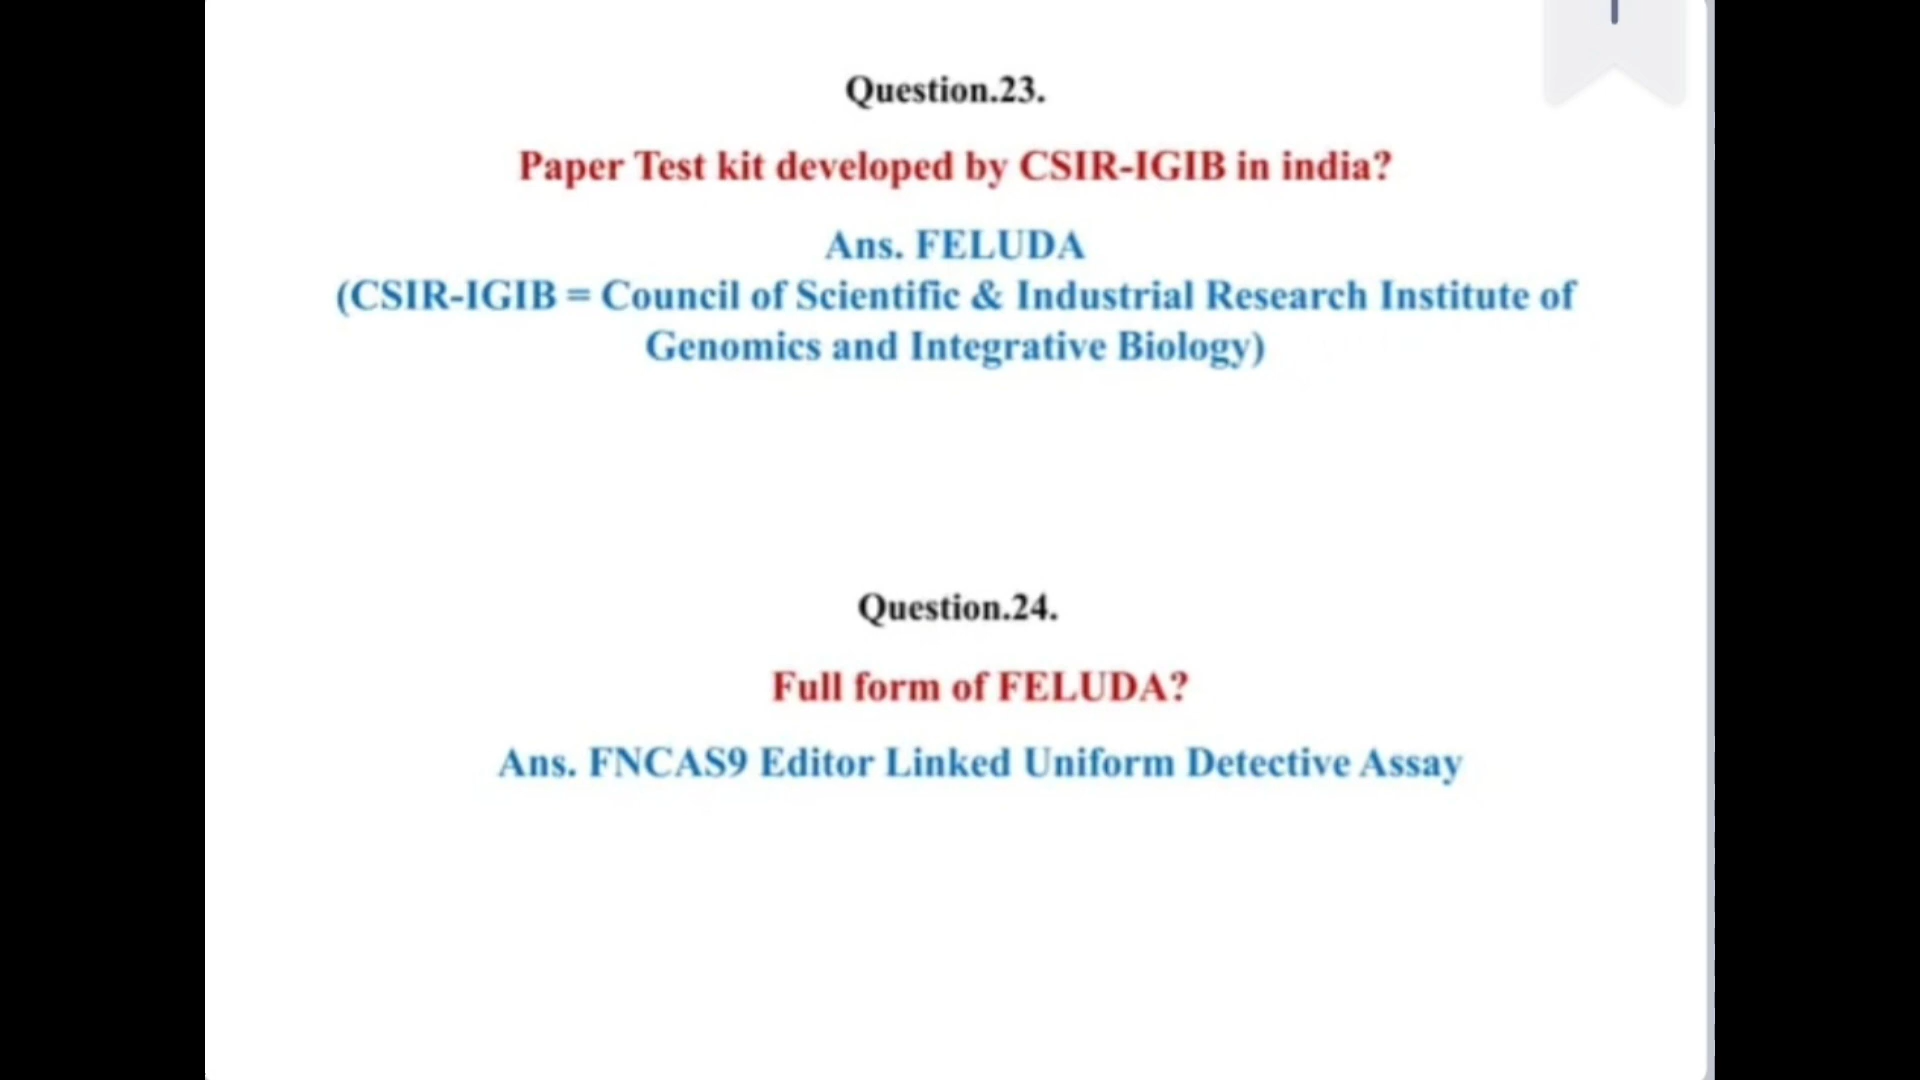 Question.23.
Paper Test kit developed by CSIR-IGIB in india?
Ans. FELUDA
(CSIR-IGIB = Council of Scientific & Industrial Research Institute of
Genomics and Integrative Biology)
Question.24.
Full form of FELUDA?
Ans. FNCAS9 Editor Linked Uniform Detective Assay